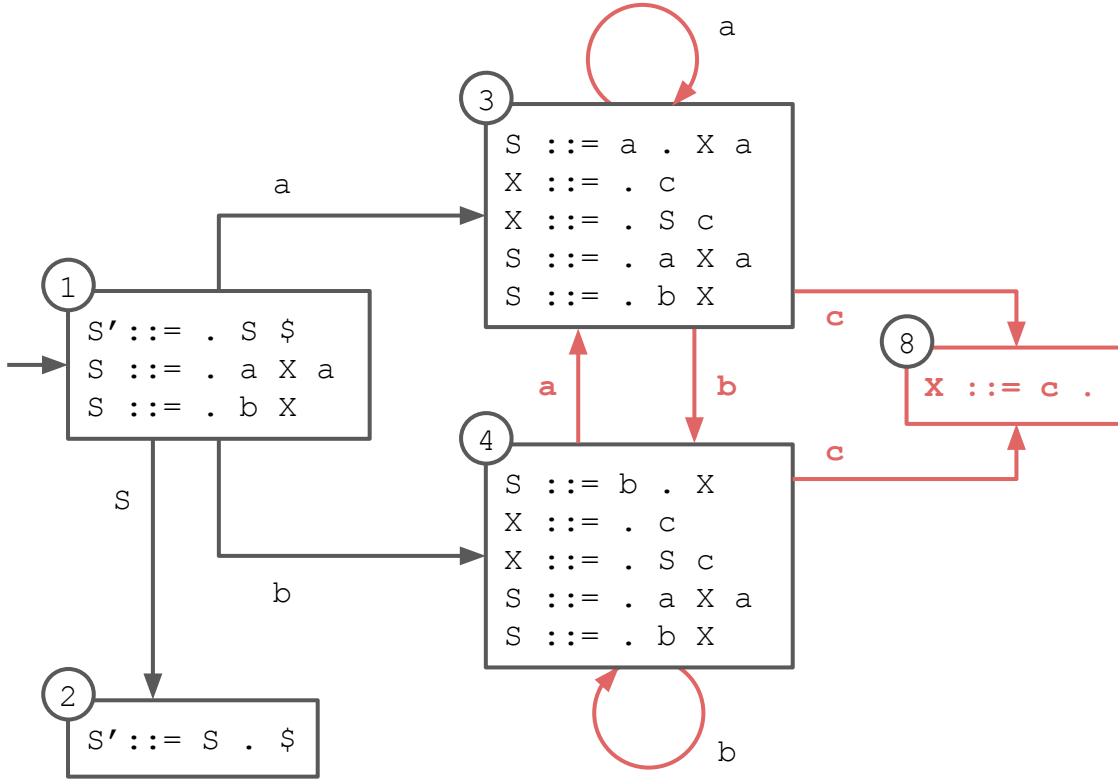 a
3
S ::= a . X a
X ::= . c
X ::= . S c
S ::= . a X a
S ::= . b X
a
1
S'::= . S $
S ::= . a X a
S ::= . b X
c
8
X ::= c .
a
b
4
S ::= b . X
X ::= . c
X ::= . S c
S ::= . a X a
S ::= . b X
c
S
b
2
S'::= S . $
b